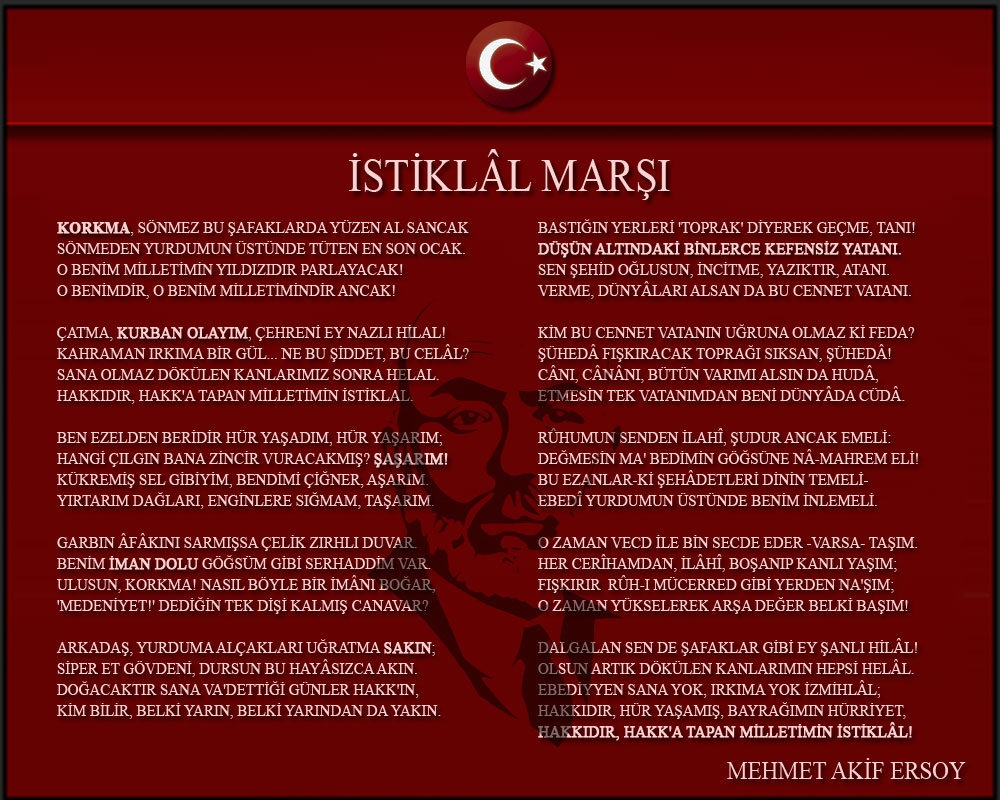 İSTİKLÂL MARŞI
KORKMA, SÖNMEZ BU ŞAFAKLARDA YÜZEN AL SANCAK
SÖNMEDEN YURDUMUN ÜSTÜNDE TÜTEN EN SON OCAK.
O BENİM MİLLETİMİN YILDIZIDIR PARLAYACAK!
O BENİMDİR, O BENİM MİLLETİMİNDİR ANCAK!
ÇATMA, KURBAN OLAYIM, ÇEHRENİ EY NAZLI HİLAL!
KAHRAMAN IRKIMA BİR GÜL... NE BU ŞİDDET, BU CELÂL?
SANA OLMAZ DÖKÜLEN KANLARIMIZ SONRA HELAL.
HAKKIDIR, HAKK'A TAPAN MİLLETİMİN İSTİKLAL.
BEN EZELDEN BERİDİR HÜR YAŞADIM, HÜR YAŞARIM;
HANGİ ÇILGIN BANA ZİNCİR VURACAKMIŞ? ŞAŞARIM!
KÜKREMİŞ SEL GİBİYİM, BENDİMİ ÇİĞNER, AŞARIM.
YIRTARIM DAĞLARI, ENGİNLERE SIĞMAM, TAŞARIM.
GARBIN ÂFÂKINI SARMIŞSA ÇELİK ZIRHLI DUVAR.
BENİM İMAN DOLU GÖĞSÜM GİBİ SERHADDİM VAR.
ULUSUN, KORKMA! NASIL BÖYLE BİR İMÂNI BOĞAR,
'MEDENİYET!' DEDİĞİN TEK DİŞİ KALMIŞ CANAVAR?
ARKADAŞ, YURDUMA ALÇAKLARI UĞRATMA SAKIN;
SİPER ET GÖVDENİ, DURSUN BU HAYÂSIZCA AKIN.
DOĞACAKTIR SANA VA'DETTİĞİ GÜNLER HAKK'IN,
KİM BİLİR, BELKİ YARIN, BELKİ YARINDAN DA YAKIN.
BASTIĞIN YERLERİ 'TOPRAK' DİYEREK GEÇME, TANI!
DÜŞÜN ALTINDAKİ BİNLERCE KEFENSİZ YATANI.
SEN ŞEHİD OĞLUSUN, İNCİTME, YAZIKTIR, ATANI.
VERME, DÜNYÂLARI ALSAN DA BU CENNET VATANI.
KİM BU CENNET VATANIN UĞRUNA OLMAZ Kİ FEDA?
ŞÜHEDÂ FIŞKIRACAK TOPRAĞI SIKSAN, ŞÜHEDÂ!
CÂNI, CÂNÂNI, BÜTÜN VARIMI ALSIN DA HUDÂ,
ETMESİN TEK VATANIMDAN BENİ DÜNYÂDA CÜDÂ.
RÛHUMUN SENDEN İLAHÎ, ŞUDUR ANCAK EMELİ:
DEĞMESİN MA' BEDİMİN GÖĞSÜNE NÂ-MAHREM ELİ!
BU EZANLAR-Kİ ŞEHÂDETLERİ DİNİN TEMELİ-
EBEDÎ YURDUMUN ÜSTÜNDE BENİM İNLEMELİ.
O ZAMAN VECD İLE BİN SECDE EDER -VARSA- TAŞIM.
HER CERÎHAMDAN, İLÂHÎ, BOŞANIP KANLI YAŞIM;
FIŞKIRIR RÛH-I MÜCERRED GİBİ YERDEN NA'ŞIM;
O ZAMAN YÜKSELEREK ARŞA DEĞER BELKİ BAŞIM!
DALGALAN SEN DE ŞAFAKLAR GİBİ EY ŞANLI HİLÂL!
OLSUN ARTIK DÖKÜLEN KANLARIMIN HEPSİ HELÂL.
EBEDİYYEN SANA YOK, IRKIMA YOK İZMİHLÂL;
HAKKIDIR, HÜR YAŞAMIŞ, BAYRAĞIMIN HÜRRİYET,
HAKKIDIR, HAKK'A TAPAN MİLLETİMİN İSTİKLÂL!
MEHMET AKİF ERSOY